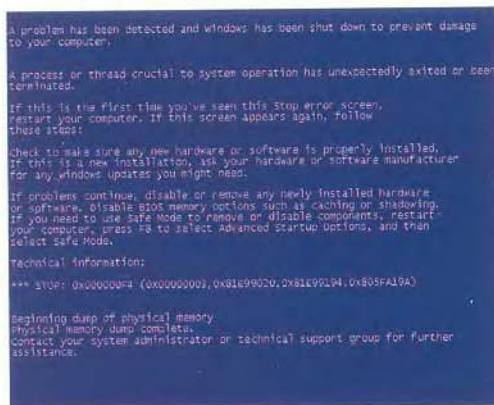 A problem has been detected and windows has been shut down to prevent damage
to your computer.
A process or thread crucial to system operation has unexpectedly exited or been
terminated.
If this is the first time you've seen this Stop error screen,
restart your computer. If this screen appears again, follow
these steps:
Check to make sure any new hardware or software is properly installed.
If this is a new installation, ask your hardware or software manufacturer
for any windows updates you might need.
If problems continue, disable or remove any newly installed hardware
or software. Disable BIOS memory options such as caching or shadowing.
If you need to use Safe Mode to remove or disable components, restart
your computer, press F8 to select Advanced Startup Options, and then
select Safe Mode.
Technical information:
*** STOP: 0x000000F4 (0x00000003,0x81E99020,0x81E99194,0x805FA19A)
Beginning dump of physical memory
Physical memory dump complete.
Contact your system administrator or technical support group for further
assistance.